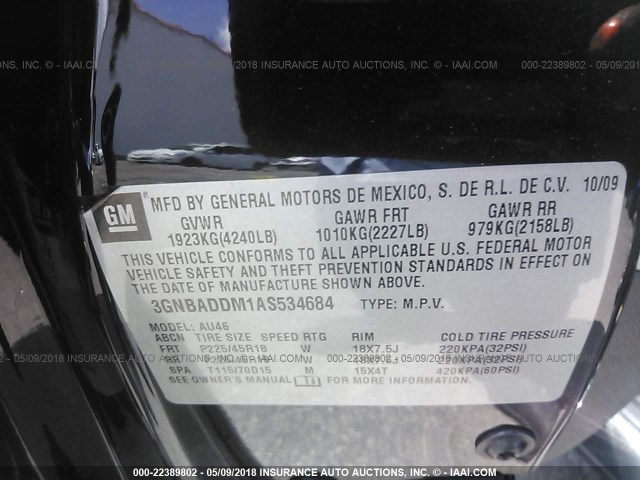 INC. - IAAI.COM 000-22389802 - 05/09/2018 INSURANCE AUTO AUCTIONS, INC. - IAAI.COM 000-22389802 - 05/09/2018
GM MFD BY GENERAL MOTORS DE MEXICO, S. DE R.L. DE C.V. 10/09
GVWR GAWR FRT GAWR RR
1923KG(4240LB) 1010KG(2227LB) 979KG(2158LB)
THIS VEHICLE CONFORMS TO ALL APPLICABLE U.S. FEDERAL MOTOR
VEHICLE SAFETY AND THEFT PREVENTION STANDARDS IN EFFECT ON
THE DATE OF MANUFACTURE SHOWN ABOVE.
3GNBADDM1AS534684 TYPE: M.P.V.
MODEL: AU46
ABCN TIRE SIZE SPEED RTG RIM COLD TIRE PRESSURE
FRT P225/45R18 W 18X7.5J 220KPA(32PSI)
SPA T115/70D15 M 15X4T 420KPA(60PSI)
SEE OWNER'S MANUAL FOR MORE INFORMATION.
000-22389802 - 05/09/2018 INSURANCE AUTO AUCTIONS, INC. - IAAI.COM